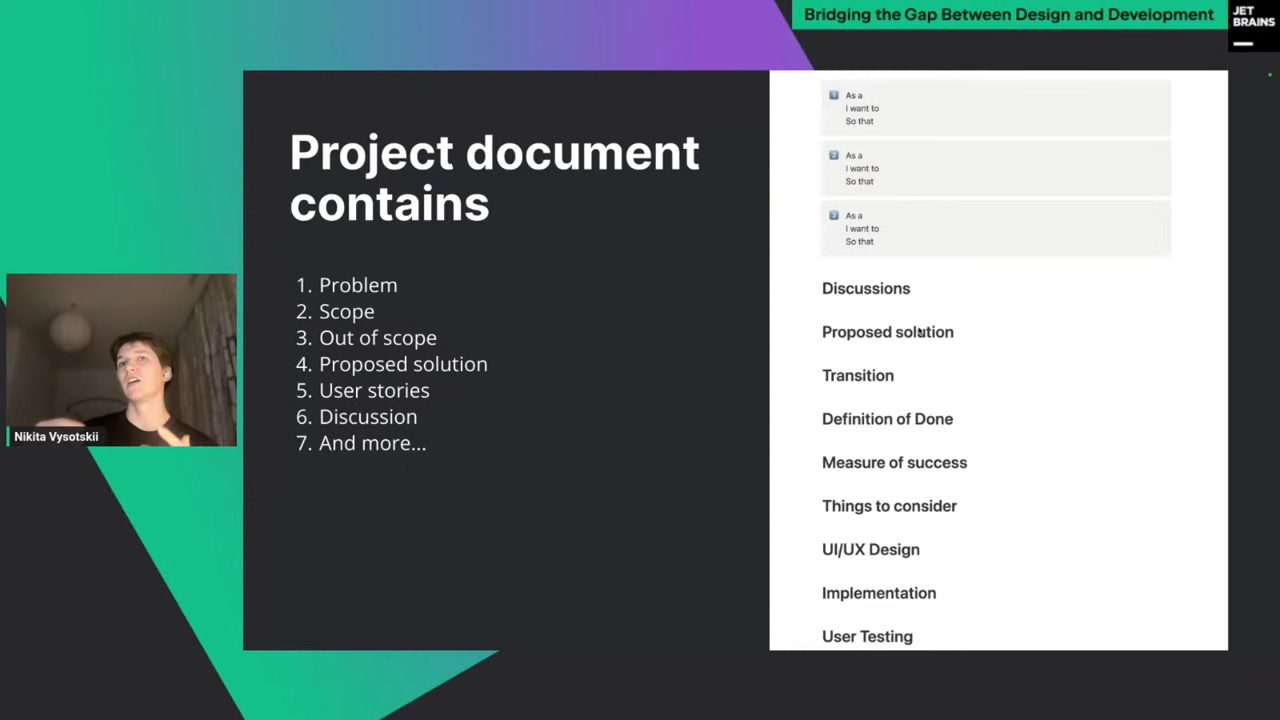 Bridging the Gap Between Design and Development
JET
BRAINS
Project document
contains
1. Problem
2. Scope
3. Out of scope
4. Proposed solution
5. User stories
6. Discussion
7. And more...
1 As a
I want to
So that
2 As a
I want to
So that
3 As a
I want to
So that
Discussions
Proposed solution
Transition
Definition of Done
Measure of success
Things to consider
UI/UX Design
Implementation
User Testing
Nikita Vysotskii